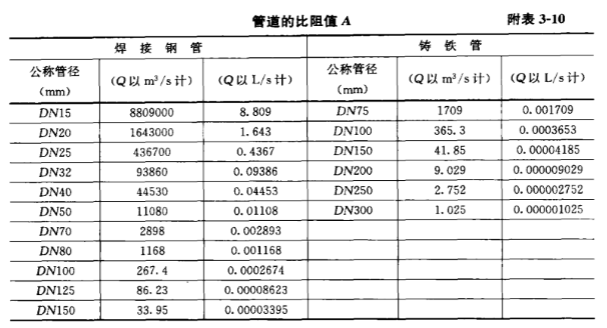 管道的比阻值 A 附表 3-10
焊接钢管 铸铁管
公称管径 (mm) (Q 以 m³/s 计) (Q 以 L/s 计) 公称管径 (mm) (Q 以 m³/s 计) (Q 以 L/s 计)
DN15 8809000 8.809 DN75 1709 0.001709
DN20 1643000 1.643 DN100 365.3 0.0003653
DN25 436700 0.4367 DN150 41.85 0.00004185
DN32 93860 0.09386 DN200 9.029 0.000009029
DN40 44530 0.04453 DN250 2.752 0.000002752
DN50 11080 0.01108 DN300 1.025 0.000001025
DN70 2898 0.002893
DN80 1168 0.001168
DN100 267.4 0.0002674
DN125 86.23 0.00008623
DN150 33.95 0.00003395